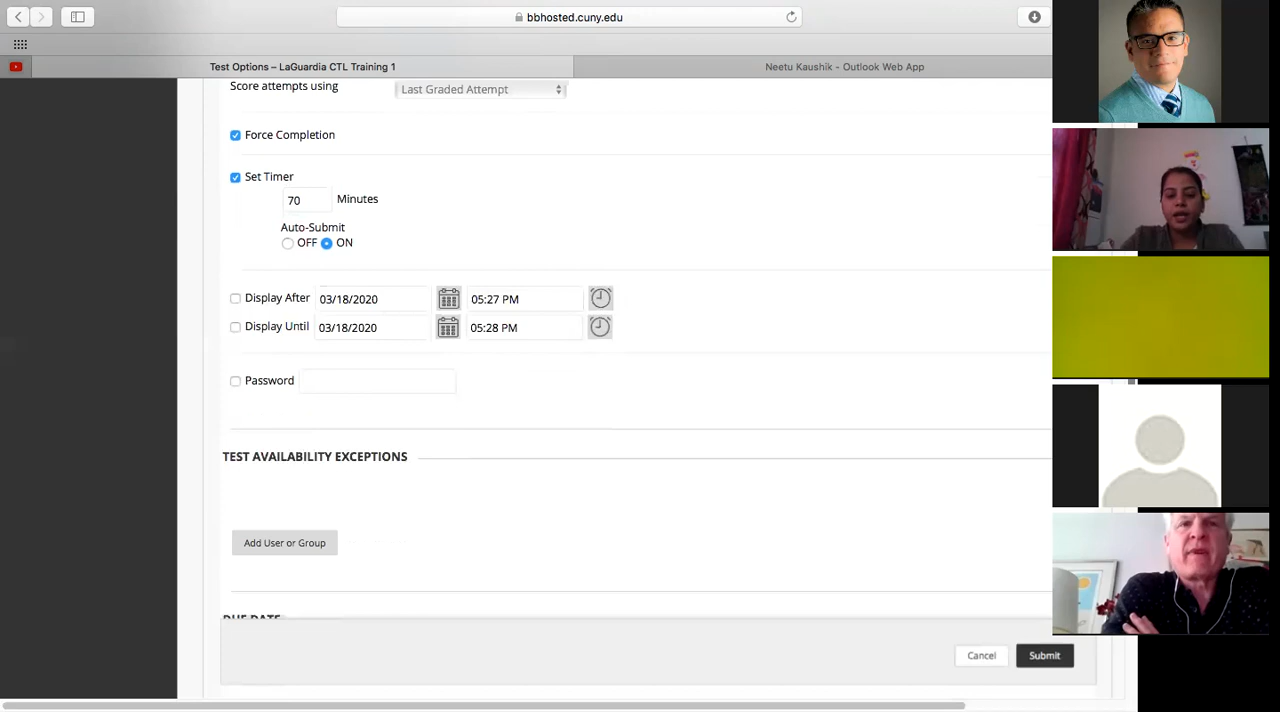 bbhosted.cuny.edu
Test Options – LaGuardia CTL Training 1
Neetu Kaushik - Outlook Web App
Score attempts using
Last Graded Attempt
Force Completion
Set Timer
70 Minutes
Auto-Submit
OFF ON
Display After 03/18/2020 05:27 PM
Display Until 03/18/2020 05:28 PM
Password
TEST AVAILABILITY EXCEPTIONS
Add User or Group
DUE DATE
Cancel Submit